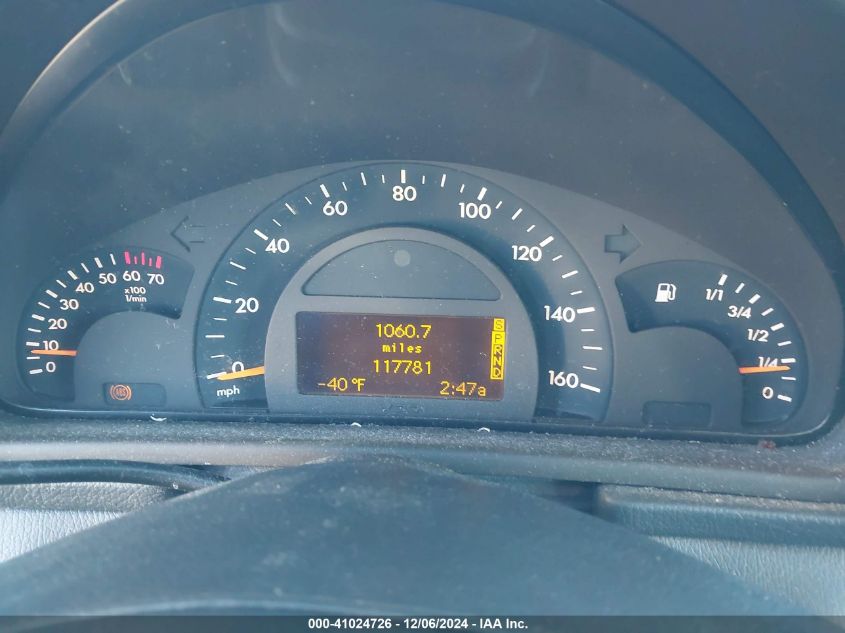 60
80
100
40
120
20
140
0
160
mph
50
60
70
40
30
x100
1/min
20
10
0
ABS
1060.7
miles
117781
-40°F
2:47a
S
P
R
N
D
1/1
3/4
1/2
1/4
0
000-41024726 - 12/06/2024 - IAA Inc.